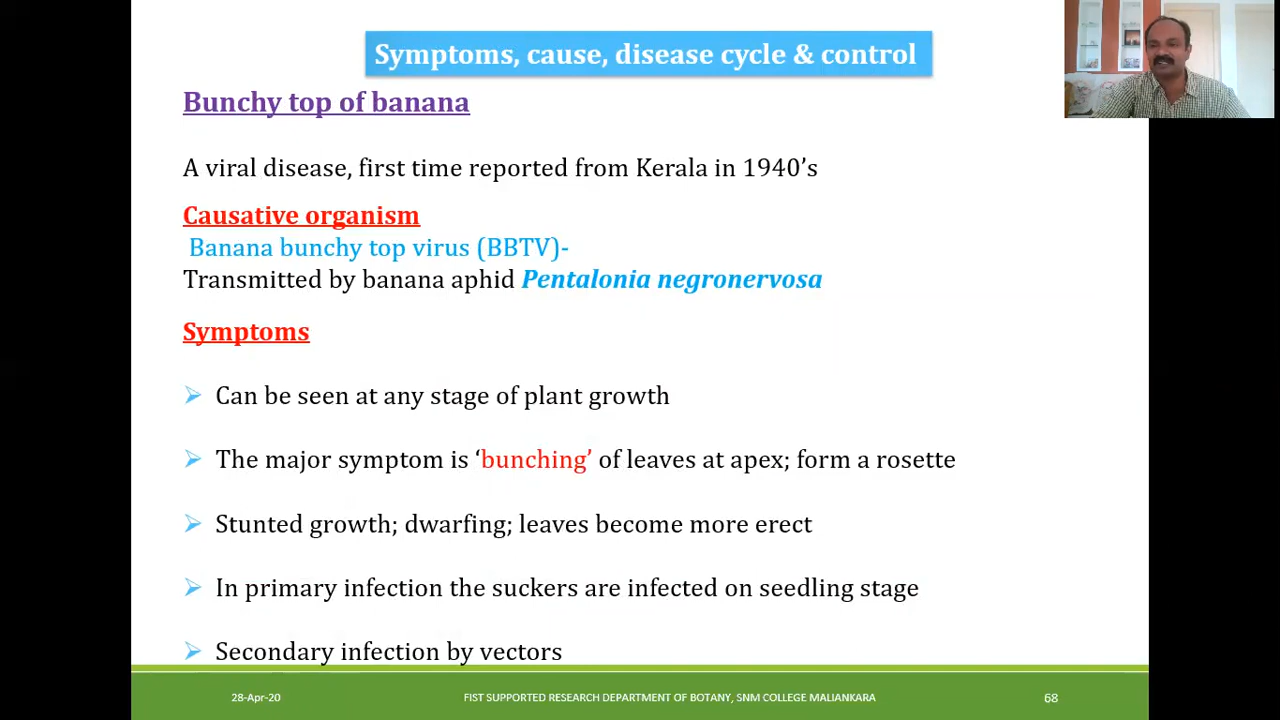 Symptoms, cause, disease cycle & control
Bunchy top of banana
A viral disease, first time reported from Kerala in 1940’s
Causative organism
Banana bunchy top virus (BBTV)-
Transmitted by banana aphid Pentalonia negronervosa
Symptoms
Can be seen at any stage of plant growth
The major symptom is ‘bunching’ of leaves at apex; form a rosette
Stunted growth; dwarfing; leaves become more erect
In primary infection the suckers are infected on seedling stage
Secondary infection by vectors
28-Apr-20 FIST SUPPORTED RESEARCH DEPARTMENT OF BOTANY, SNM COLLEGE MALIANKARA 68